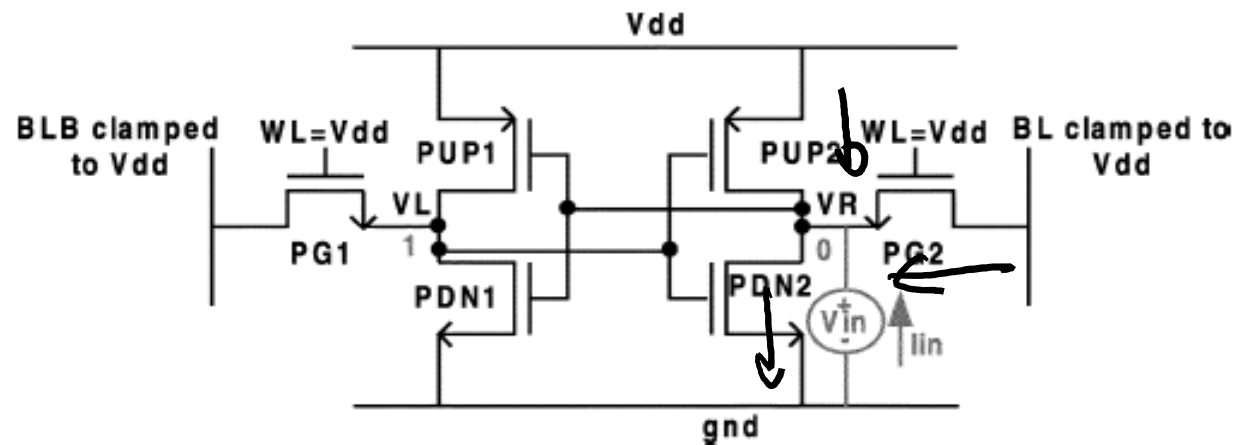 Vdd
BLB clamped
to Vdd
WL=Vdd
PUP1
PUP2
WL=Vdd
BL clamped to
Vdd
VL
VR
1
0
PG1
PG2
PDN1
PDN2
+
Vin
-
Iin
gnd